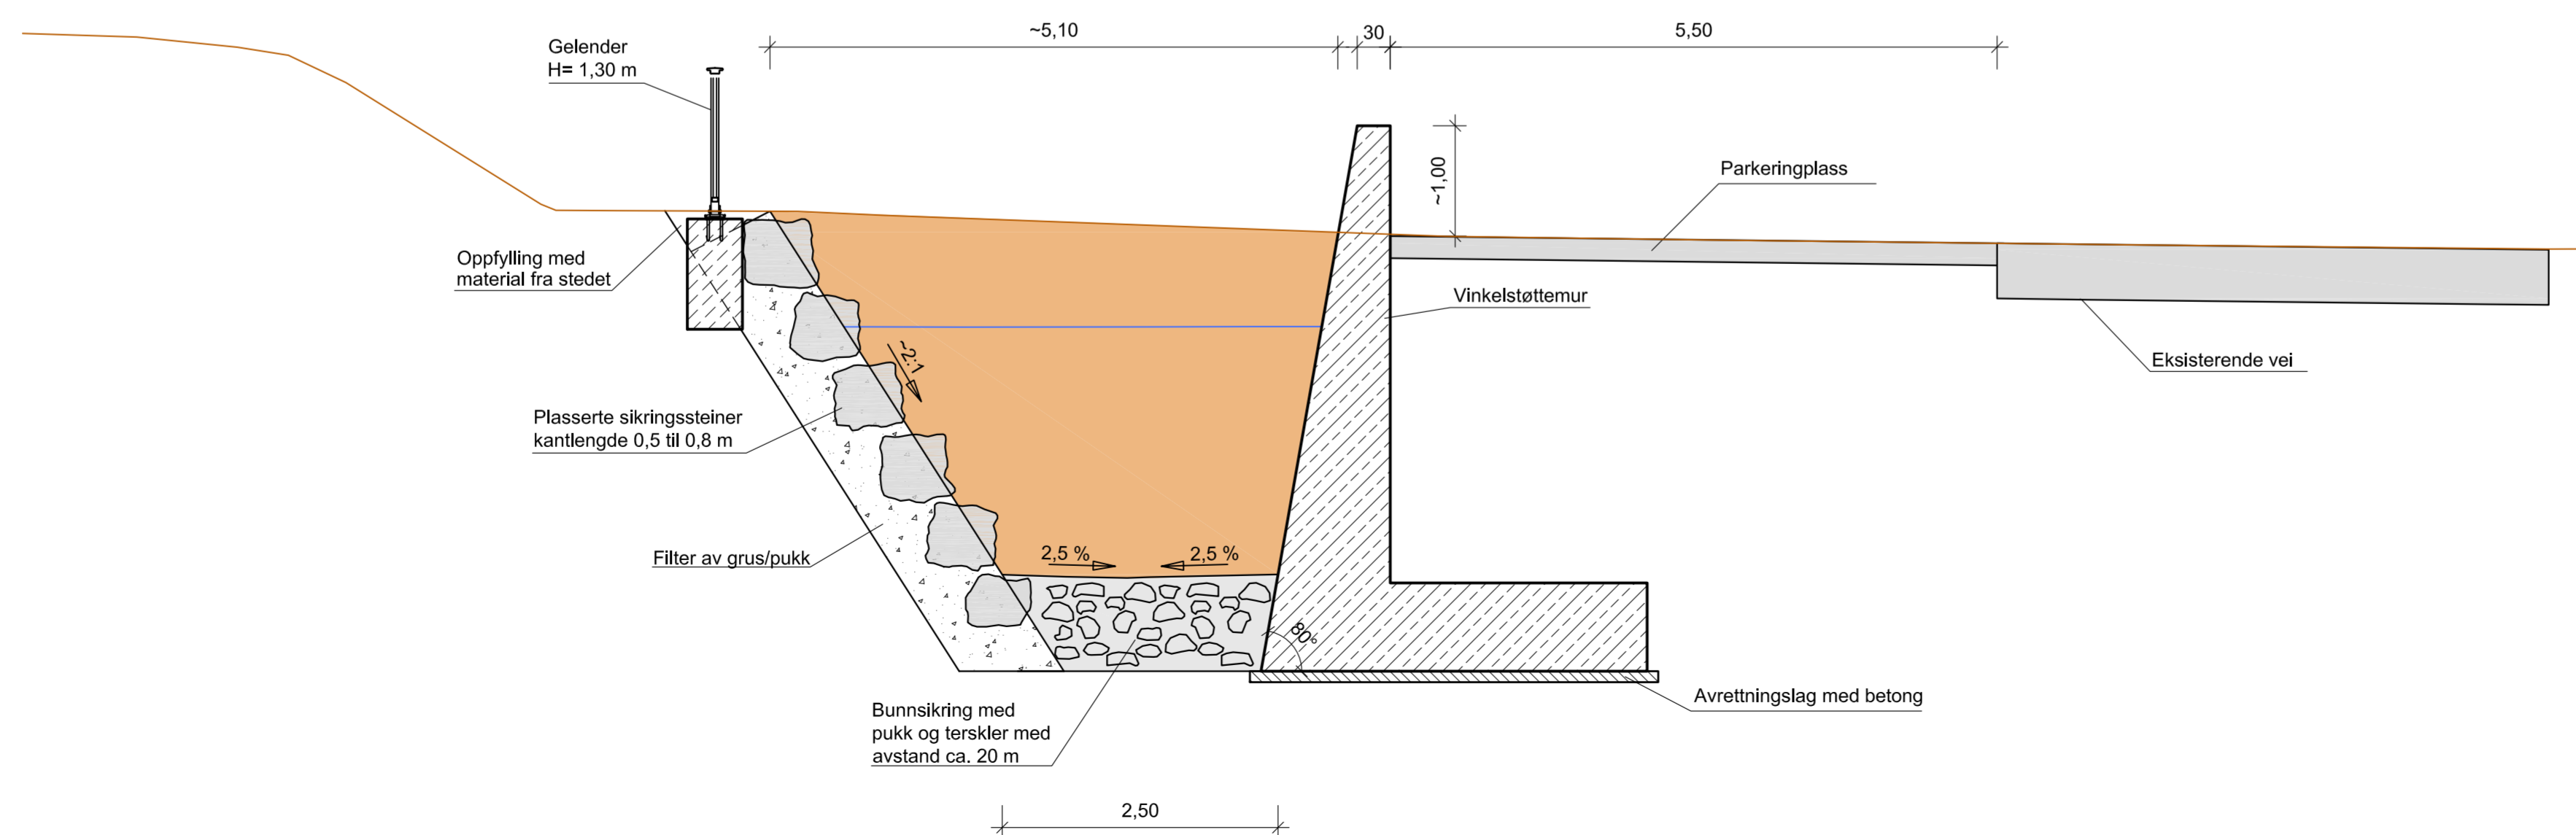 ~5,10
30
5,50
Gelender
H= 1,30 m
~1,00
Parkeringplass
Oppfylling med
material fra stedet
Vinkelstøttemur
~2:1
Eksisterende vei
Plasserte sikringssteiner
kantlengde 0,5 til 0,8 m
Filter av grus/pukk
2,5 %
2,5 %
80°
Avrettningslag med betong
Bunnsikring med
pukk og terskler med
avstand ca. 20 m
2,50